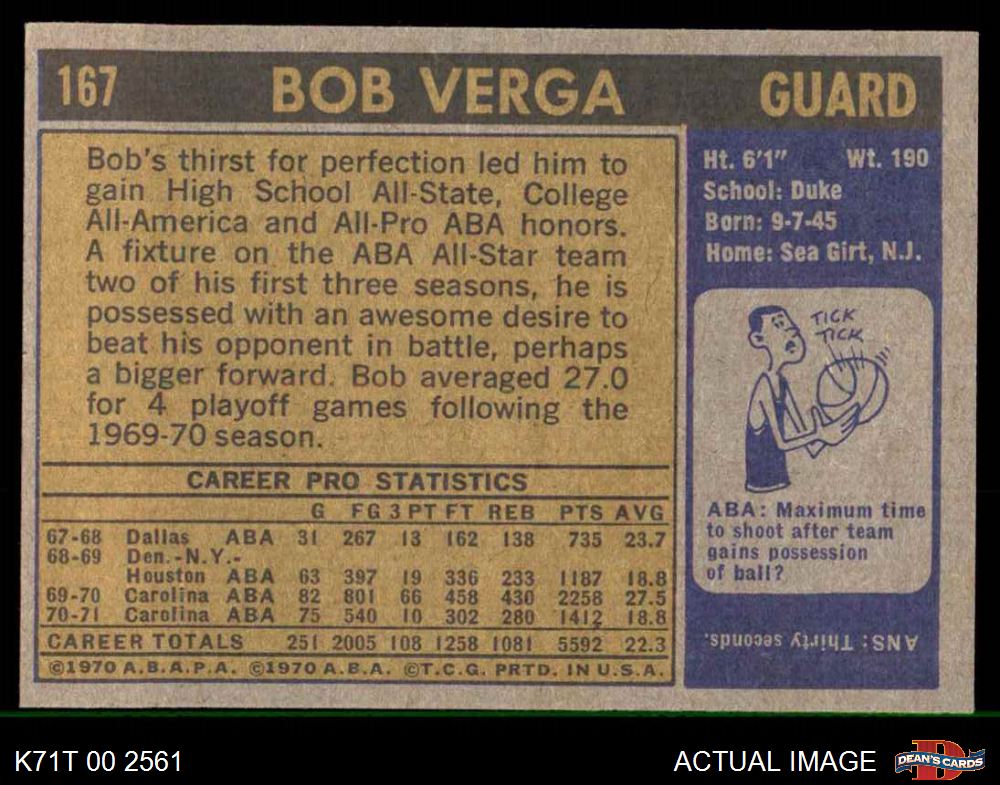 167 BOB VERGA GUARD
Bob's thirst for perfection led him to
gain High School All-State, College
All-America and All-Pro ABA honors.
A fixture on the ABA All-Star team
two of his first three seasons, he is
possessed with an awesome desire to
beat his opponent in battle, perhaps
a bigger forward. Bob averaged 27.0
for 4 playoff games following the
1969-70 season.
CAREER PRO STATISTICS
G FG 3 PT FT REB PTS AVG
67-68 Dallas ABA 31 267 13 162 138 735 23.7
68-69 Den.-N.Y.-
Houston ABA 63 397 19 336 233 1187 18.8
69-70 Carolina ABA 82 801 66 458 430 2258 27.5
70-71 Carolina ABA 75 540 10 302 280 1412 18.8
CAREER TOTALS 251 2005 108 1258 1081 5592 22.3
©1970 A.B.A.P.A. ©1970 A.B.A. ©T.C.G. PRTD. IN U.S.A.
Ht. 6'1" Wt. 190
School: Duke
Born: 9-7-45
Home: Sea Girt, N.J.
TICK
TICK
ABA: Maximum time
to shoot after team
gains possession
of ball?
ANS: Thirty seconds.
K71T 00 2561 ACTUAL IMAGE DEAN'S CARDS